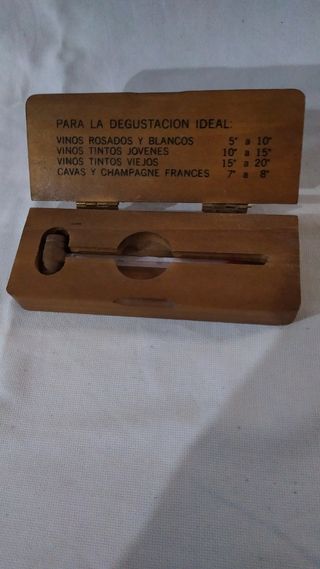 PARA LA DEGUSTACION IDEAL:
VINOS ROSADOS Y BLANCOS 5° a 10°
VINOS TINTOS JOVENES 10° a 15°
VINOS TINTOS VIEJOS 15° a 20°
CAVAS Y CHAMPAGNE FRANCES 7° a 8°